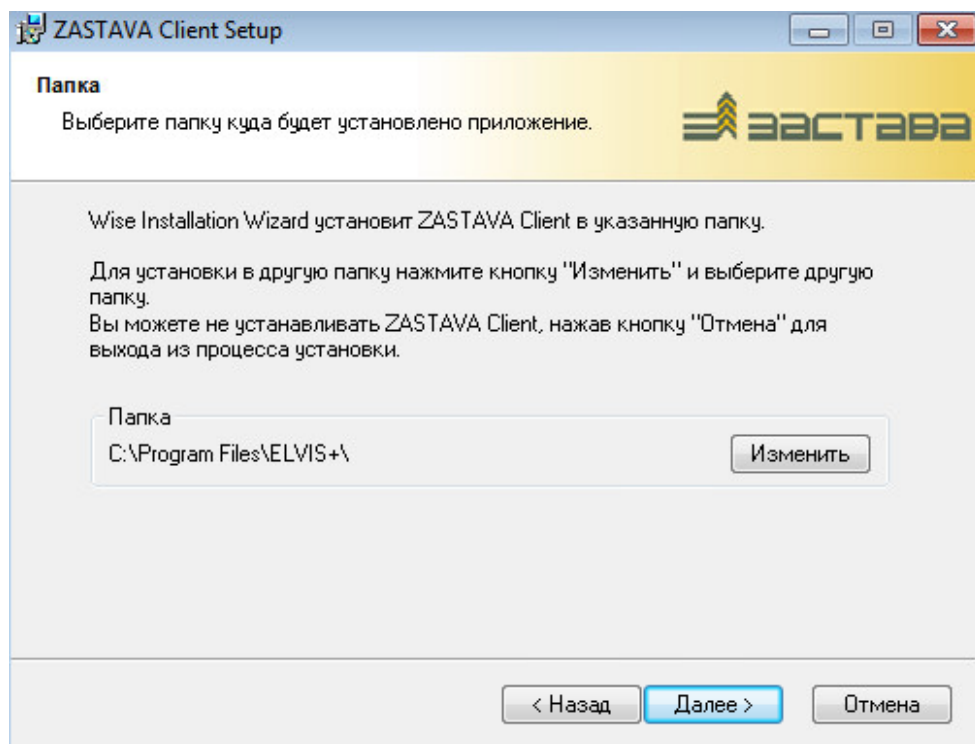 ZASTAVA Client Setup
Папка
Выберите папку куда будет установлено приложение.
ЗАСТАВА
Wise Installation Wizard установит ZASTAVA Client в указанную папку.
Для установки в другую папку нажмите кнопку "Изменить" и выберите другую
папку.
Вы можете не устанавливать ZASTAVA Client, нажав кнопку "Отмена" для
выхода из процесса установки.
Папка
C:\Program Files\ELVIS+\
Изменить
< Назад
Далее >
Отмена